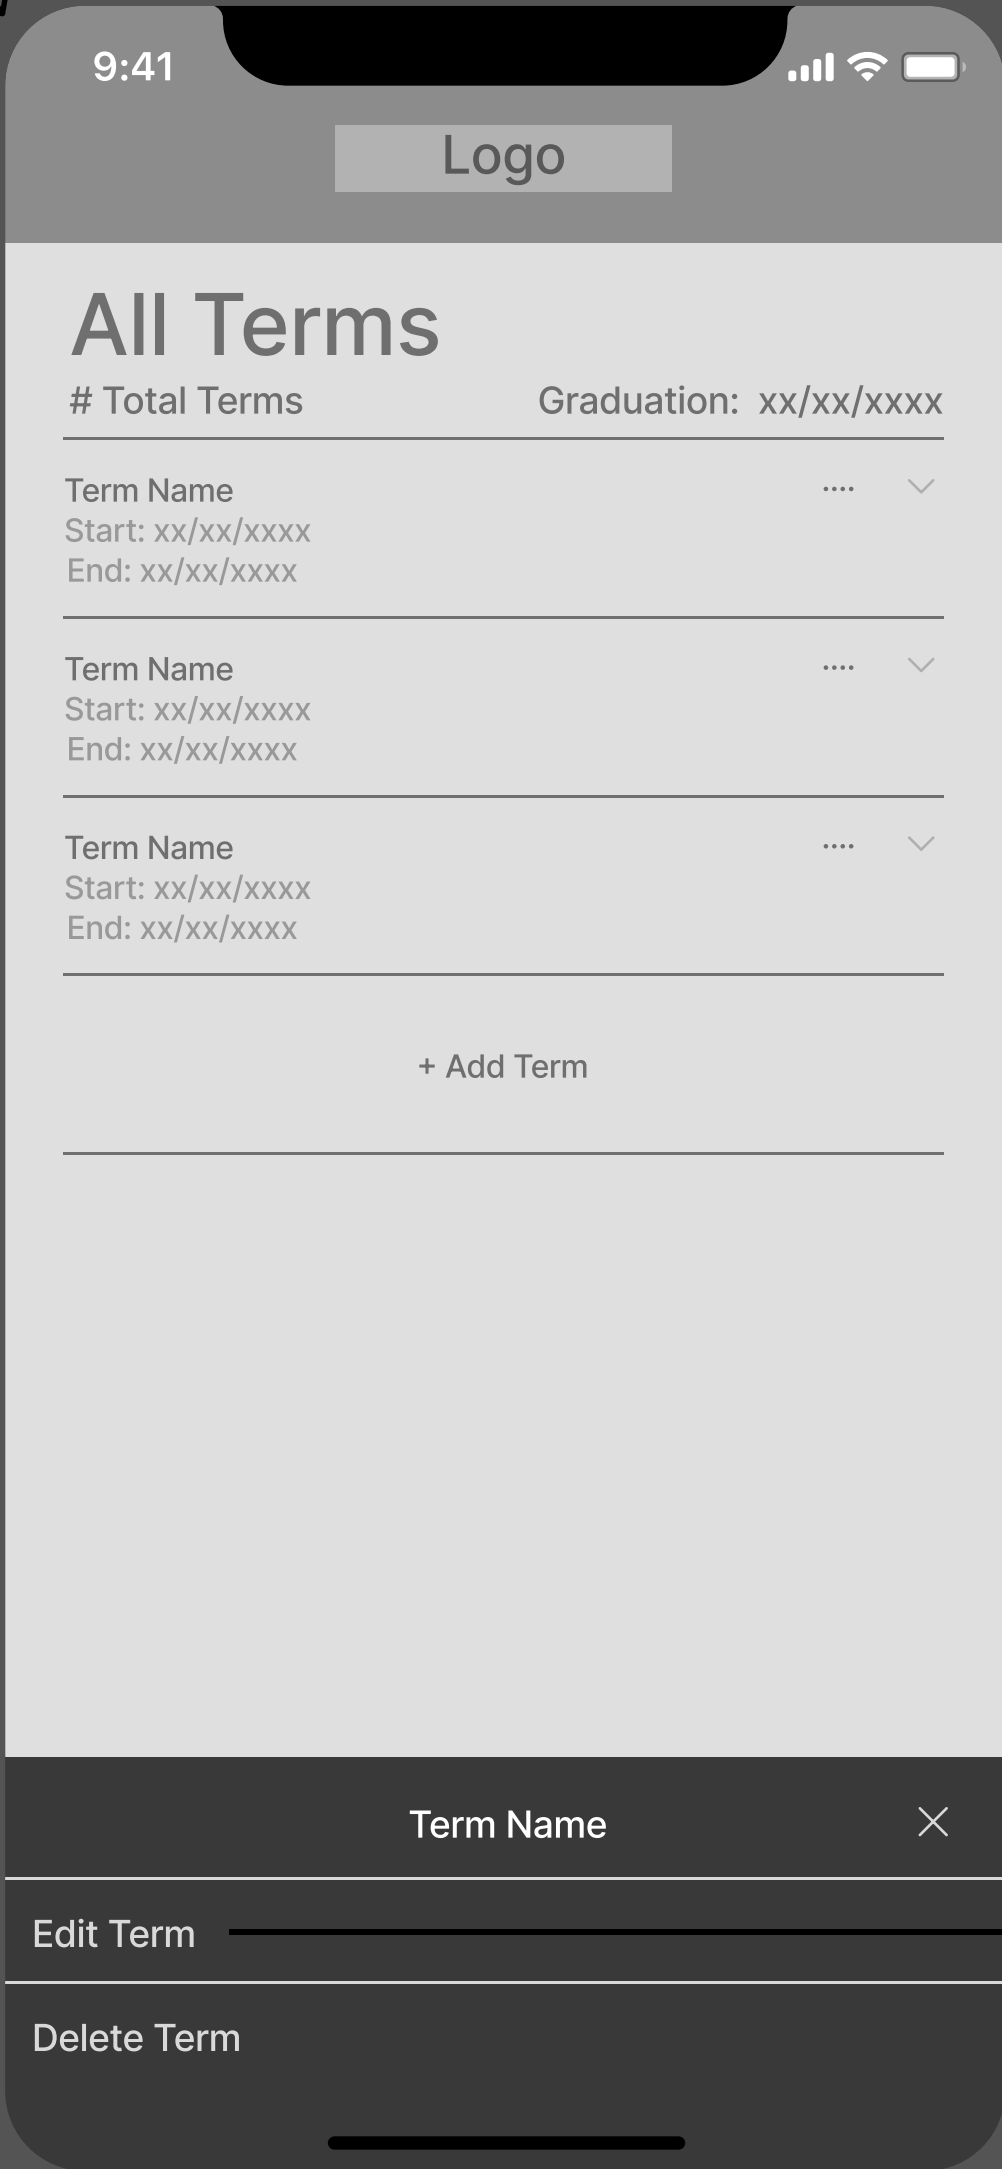 9:41
Logo
All Terms
# Total Terms Graduation: xx/xx/xxxx
Term Name ....
Start: xx/xx/xxxx
End: xx/xx/xxxx
Term Name ....
Start: xx/xx/xxxx
End: xx/xx/xxxx
Term Name ....
Start: xx/xx/xxxx
End: xx/xx/xxxx
+ Add Term
Term Name
Edit Term
Delete Term